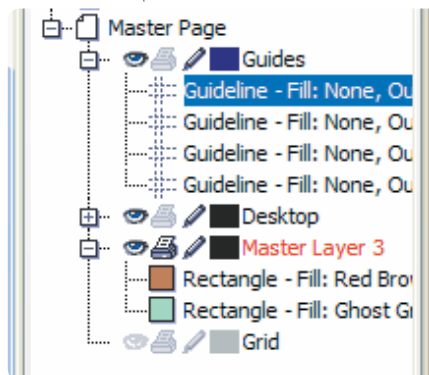 Master Page
Guides
Guideline - Fill: None, Ou
Guideline - Fill: None, Ou
Guideline - Fill: None, Ou
Guideline - Fill: None, Ou
Desktop
Master Layer 3
Rectangle - Fill: Red Bro
Rectangle - Fill: Ghost Gr
Grid